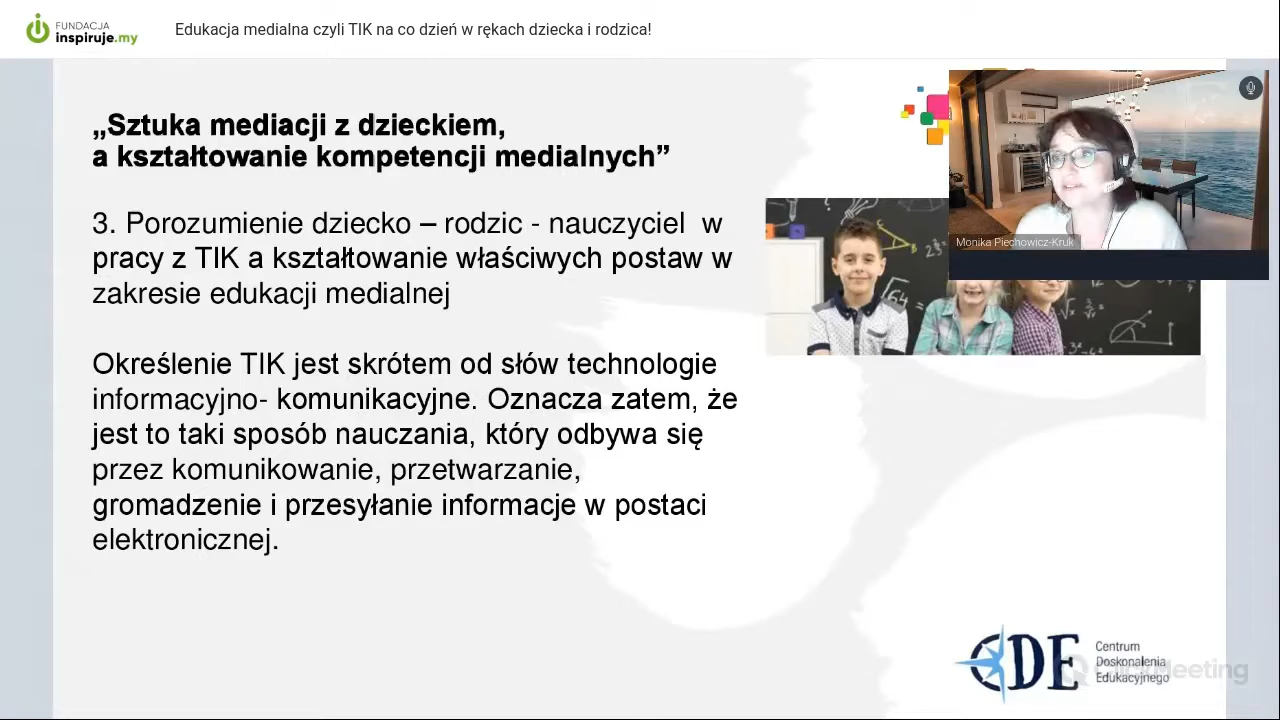 FUNDACJA
inspiruje.my
Edukacja medialna czyli TIK na co dzień w rękach dziecka i rodzica!
„Sztuka mediacji z dzieckiem,
a kształtowanie kompetencji medialnych”
3. Porozumienie dziecko – rodzic - nauczyciel w
pracy z TIK a kształtowanie właściwych postaw w
zakresie edukacji medialnej
Określenie TIK jest skrótem od słów technologie
informacyjno- komunikacyjne. Oznacza zatem, że
jest to taki sposób nauczania, który odbywa się
przez komunikowanie, przetwarzanie,
gromadzenie i przesyłanie informacje w postaci
elektronicznej.
Monika Piechowicz-Kruk
CDE
Centrum
Doskonalenia
Edukacyjnego
ClickMeeting